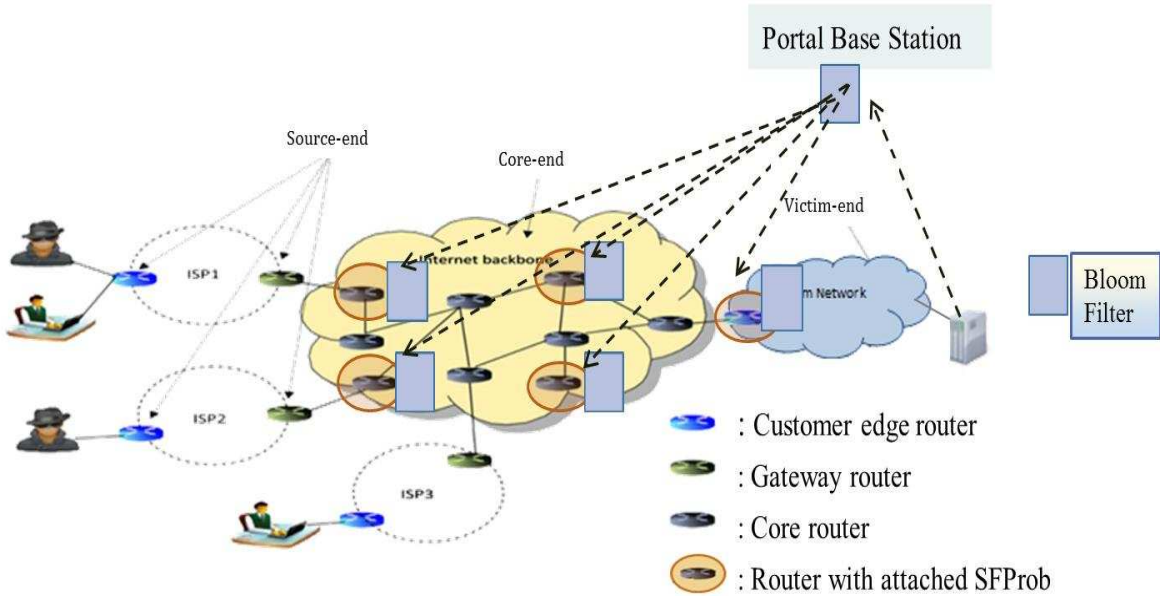 Portal Base Station
Source-end
Core-end
Victim-end
ISP1
Internet backbone
m Network
Bloom
Filter
ISP2
ISP3
: Customer edge router
: Gateway router
: Core router
: Router with attached SFProb